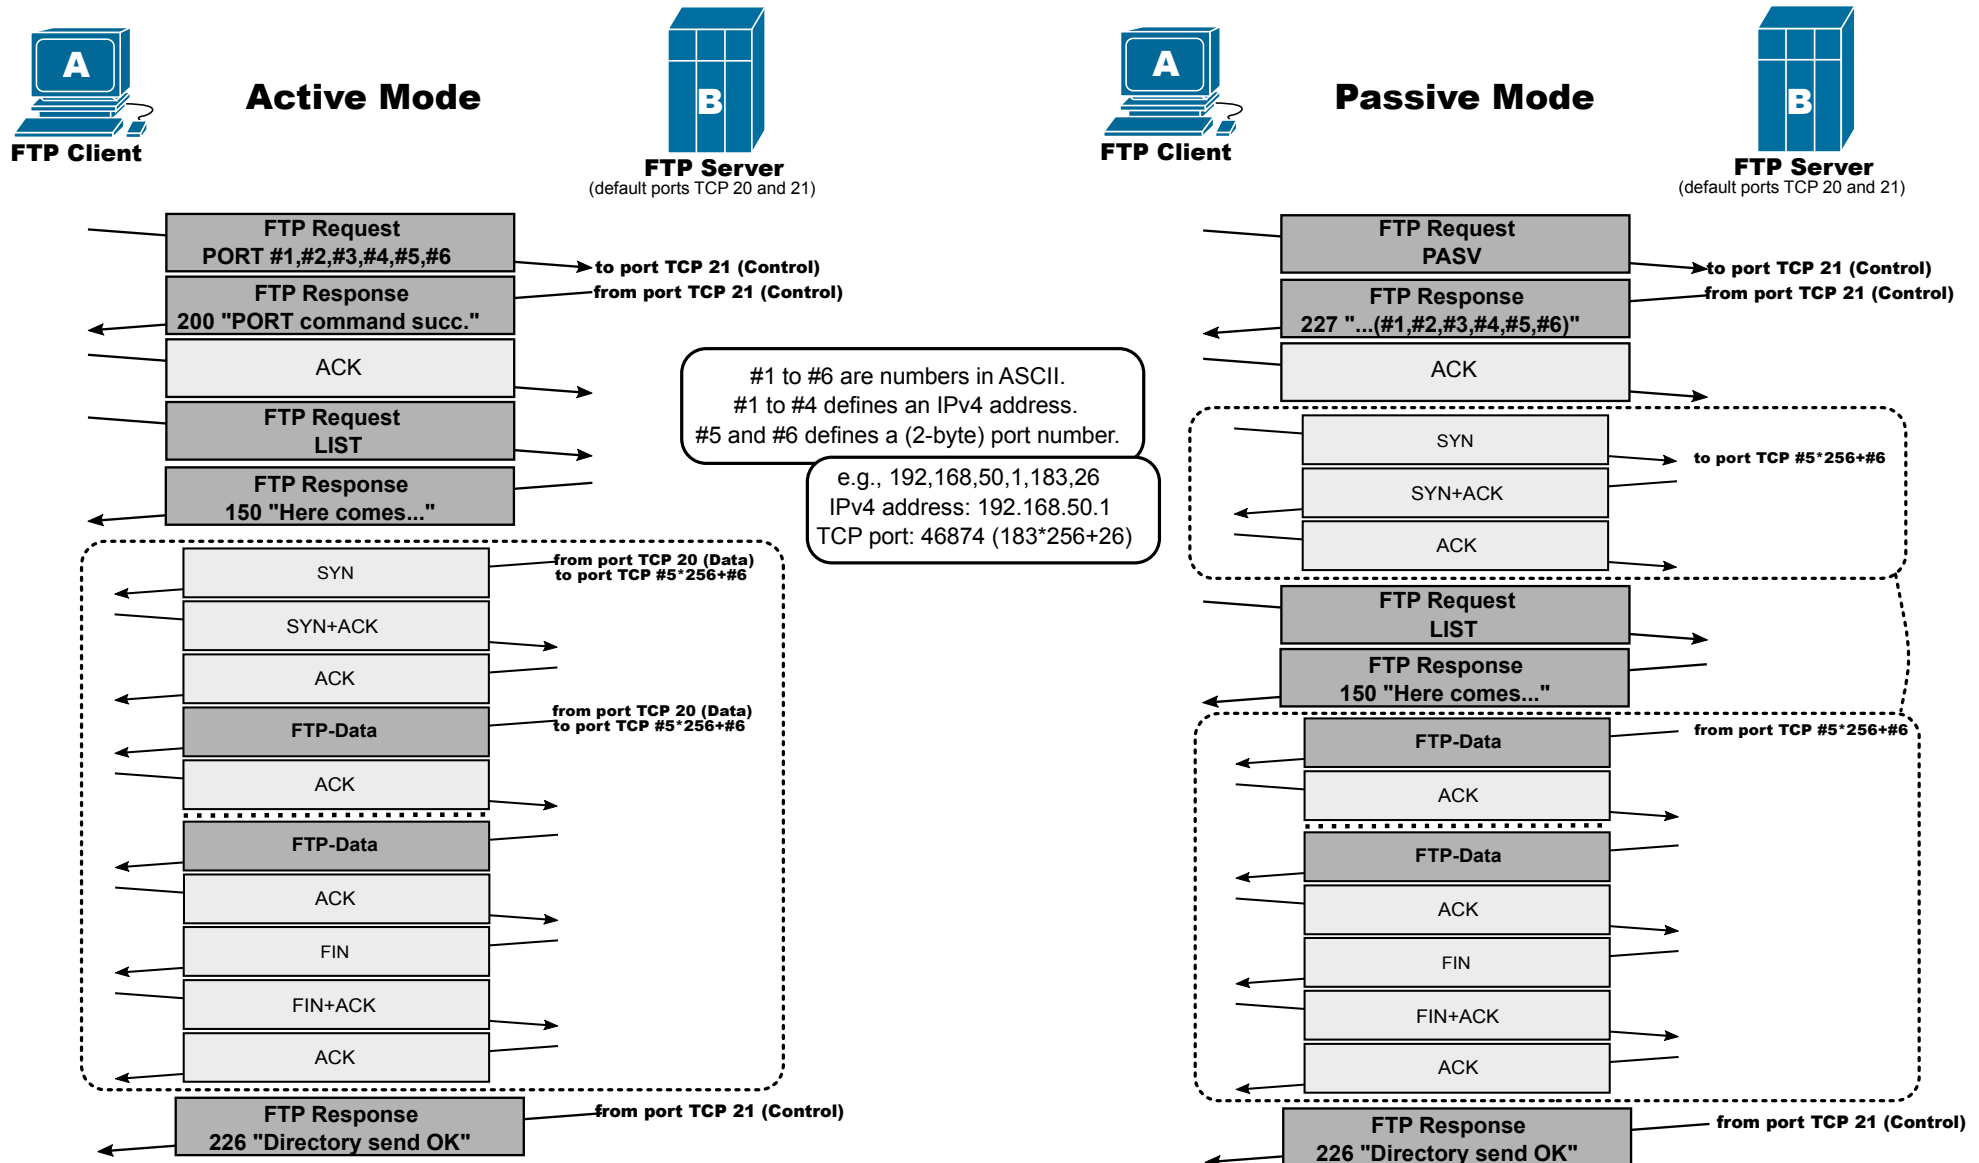 A
Active Mode
B
FTP Client
FTP Server
(default ports TCP 20 and 21)
FTP Request
PORT #1,#2,#3,#4,#5,#6
to port TCP 21 (Control)
FTP Response
200 "PORT command succ."
from port TCP 21 (Control)
ACK
FTP Request
LIST
FTP Response
150 "Here comes..."
SYN
from port TCP 20 (Data)
to port TCP #5*256+#6
SYN+ACK
ACK
FTP-Data
from port TCP 20 (Data)
to port TCP #5*256+#6
ACK
FTP-Data
ACK
FIN
FIN+ACK
ACK
FTP Response
226 "Directory send OK"
from port TCP 21 (Control)
#1 to #6 are numbers in ASCII.
#1 to #4 defines an IPv4 address.
#5 and #6 defines a (2-byte) port number.
e.g., 192,168,50,1,183,26
IPv4 address: 192.168.50.1
TCP port: 46874 (183*256+26)
A
Passive Mode
B
FTP Client
FTP Server
(default ports TCP 20 and 21)
FTP Request
PASV
to port TCP 21 (Control)
FTP Response
227 "...(#1,#2,#3,#4,#5,#6)"
from port TCP 21 (Control)
ACK
SYN
to port TCP #5*256+#6
SYN+ACK
ACK
FTP Request
LIST
FTP Response
150 "Here comes..."
FTP-Data
from port TCP #5*256+#6
ACK
FTP-Data
ACK
FIN
FIN+ACK
ACK
FTP Response
226 "Directory send OK"
from port TCP 21 (Control)